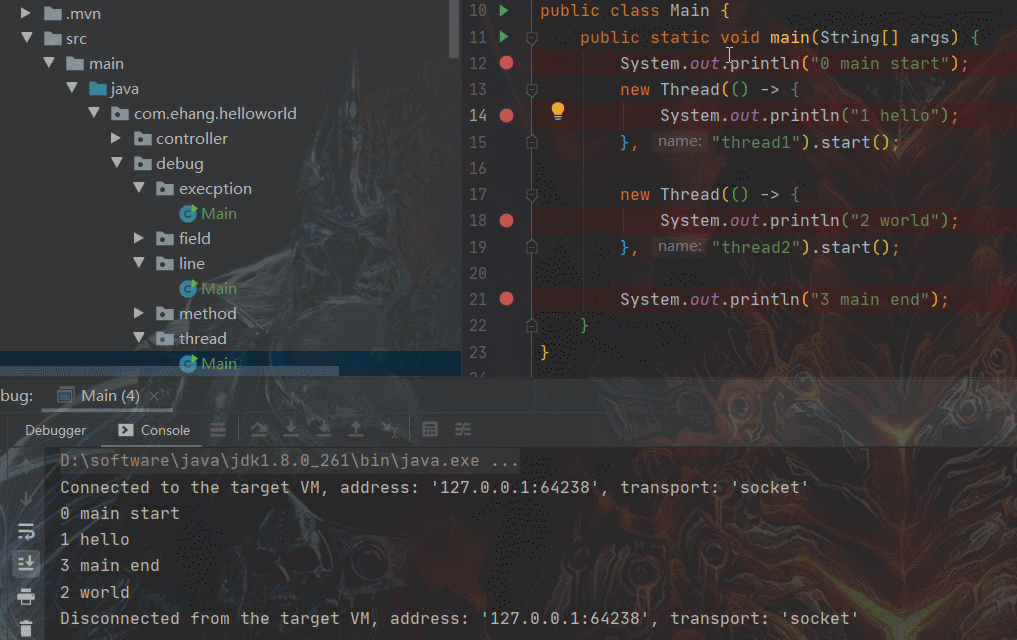 .mvn
src
main
java
com.ehang.helloworld
controller
debug
execption
Main
field
line
Main
method
thread
Main
10 public class Main {
11 public static void main(String[] args) {
12 System.out.println("0 main start");
13 new Thread(() -> {
14 System.out.println("1 hello");
15 }, name: "thread1").start();
16
17 new Thread(() -> {
18 System.out.println("2 world");
19 }, name: "thread2").start();
20
21 System.out.println("3 main end");
22 }
23 }
bug: Main (4)
Debugger Console
D:\software\java\jdk1.8.0_261\bin\java.exe ...
Connected to the target VM, address: '127.0.0.1:64238', transport: 'socket'
0 main start
1 hello
3 main end
2 world
Disconnected from the target VM, address: '127.0.0.1:64238', transport: 'socket'